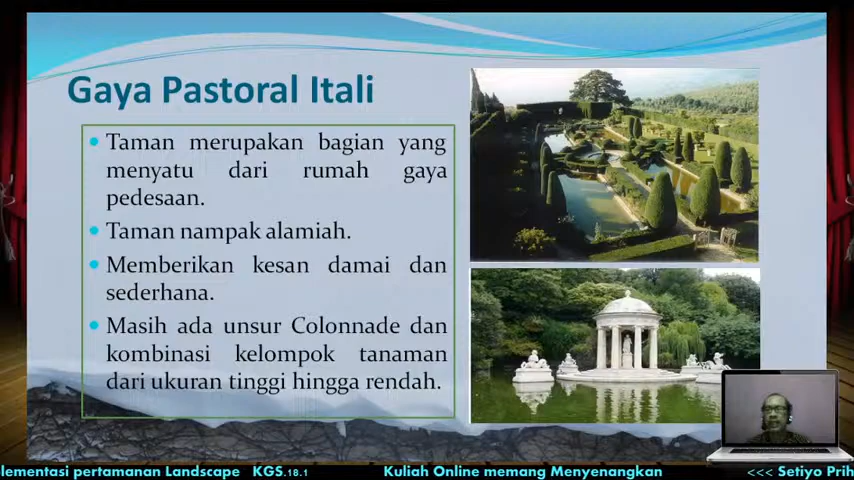 Gaya Pastoral Itali
Taman merupakan bagian yang
menyatu dari rumah gaya
pedesaan.
Taman nampak alamiah.
Memberikan kesan damai dan
sederhana.
Masih ada unsur Colonnade dan
kombinasi kelompok tanaman
dari ukuran tinggi hingga rendah.
lementasi pertamanan Landscape KGS.18.1 Kuliah Online memang Menyenangkan <<< Setiyo Prih